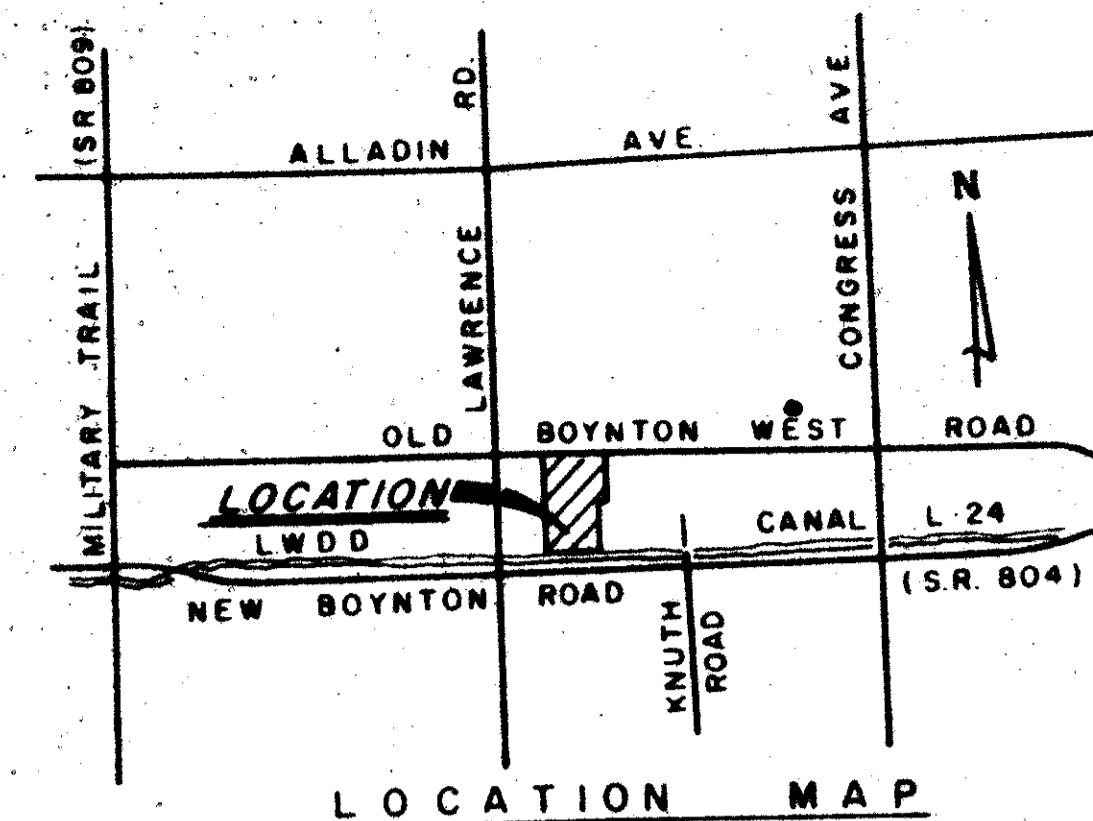 MILITARY TRAIL (SR 809)
LAWRENCE RD.
CONGRESS AVE.
ALLADIN AVE.
N
OLD BOYNTON WEST ROAD
LOCATION
LWDD CANAL L-24
NEW BOYNTON ROAD (S.R. 804)
KNUTH
ROAD
LOCATION MAP